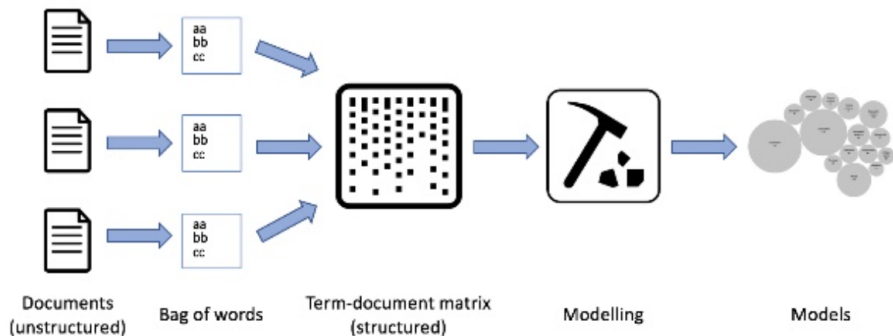 aa
bb
cc
aa
bb
cc
aa
bb
cc
Documents
(unstructured)
Bag of words
Term-document matrix
(structured)
Modelling
Models